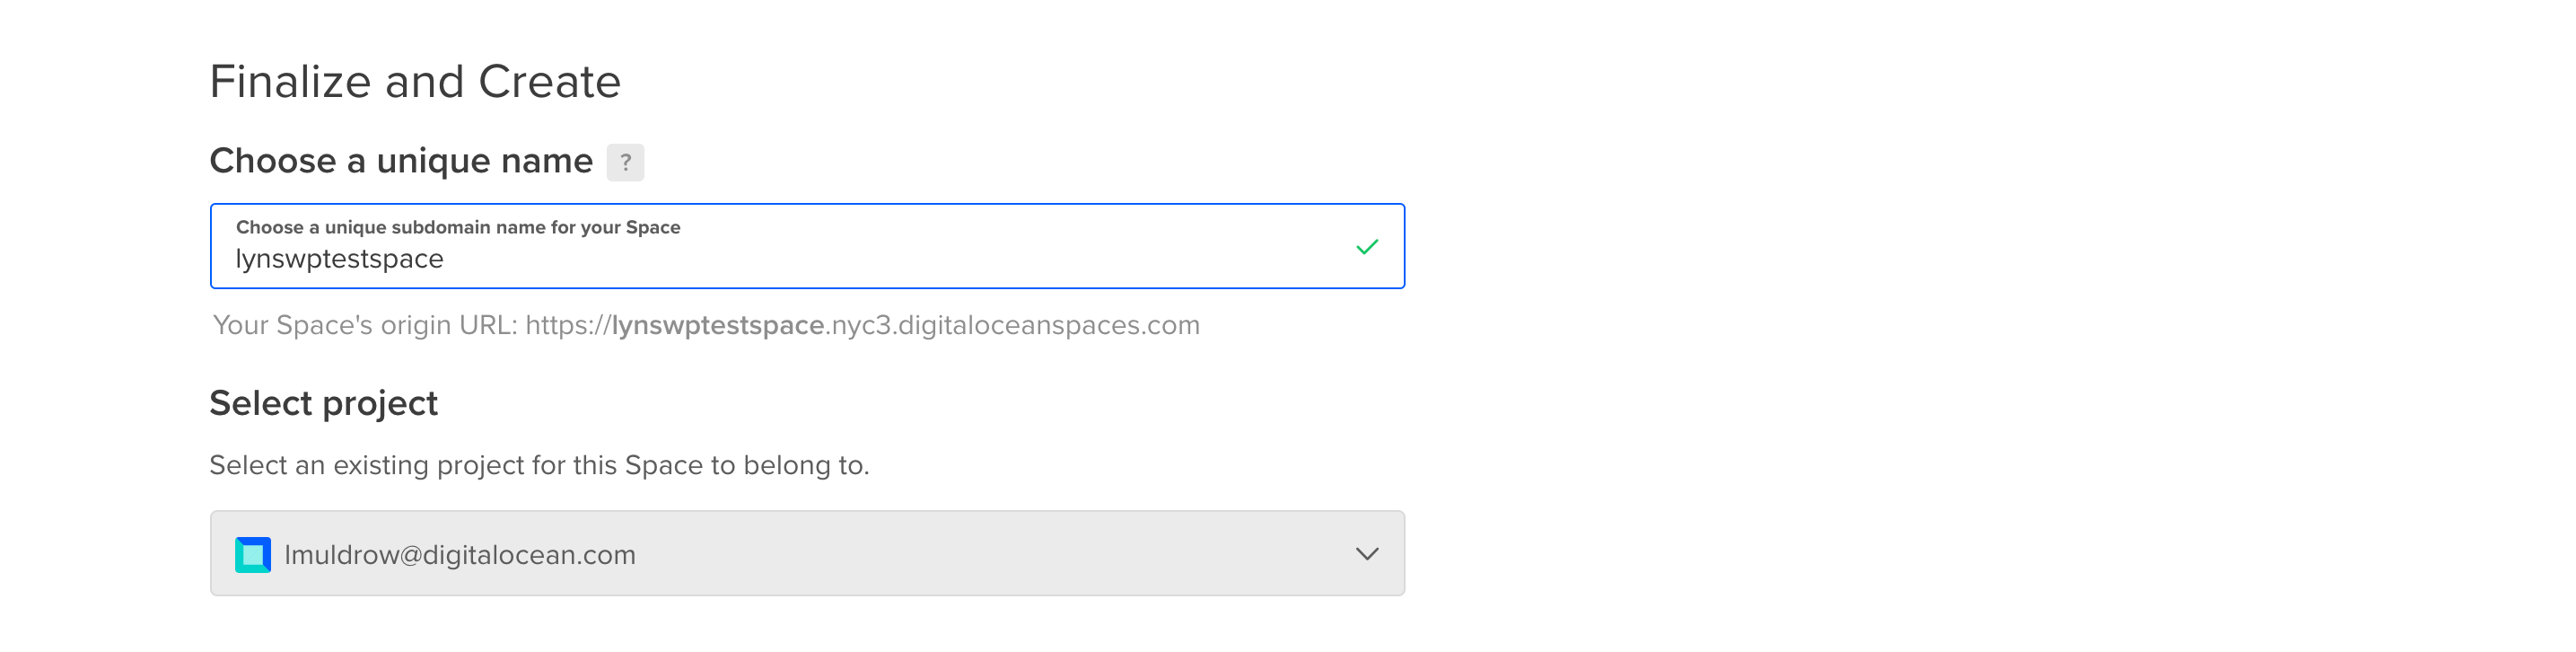 Finalize and Create
Choose a unique name ?
Choose a unique subdomain name for your Space
lynswptestspace
Your Space's origin URL: https://lynswptestspace.nyc3.digitaloceanspaces.com
Select project
Select an existing project for this Space to belong to.
lmuldrow@digitalocean.com